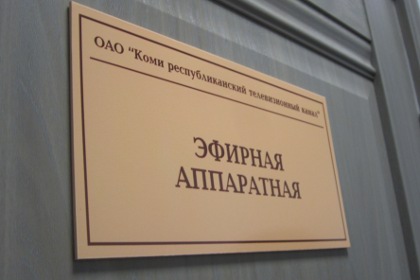 ОАО "Коми республиканский телевизионный канал"
ЭФИРНАЯ
АППАРАТНАЯ